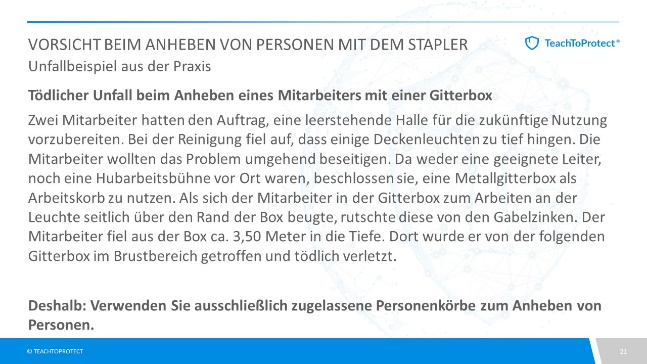 VORSICHT BEIM ANHEBEN VON PERSONEN MIT DEM STAPLER
TeachToProtect®
Unfallbeispiel aus der Praxis
Tödlicher Unfall beim Anheben eines Mitarbeiters mit einer Gitterbox
Zwei Mitarbeiter hatten den Auftrag, eine leerstehende Halle für die zukünftige Nutzung
vorzubereiten. Bei der Reinigung fiel auf, dass einige Deckenleuchten zu tief hingen. Die
Mitarbeiter wollten das Problem umgehend beseitigen. Da weder eine geeignete Leiter,
noch eine Hubarbeitsbühne vor Ort waren, beschlossen sie, eine Metallgitterbox als
Arbeitskorb zu nutzen. Als sich der Mitarbeiter in der Gitterbox zum Arbeiten an der
Leuchte seitlich über den Rand der Box beugte, rutschte diese von den Gabelzinken. Der
Mitarbeiter fiel aus der Box ca. 3,50 Meter in die Tiefe. Dort wurde er von der folgenden
Gitterbox im Brustbereich getroffen und tödlich verletzt.
Deshalb: Verwenden Sie ausschließlich zugelassene Personenkörbe zum Anheben von
Personen.
© TEACHTOPROTECT
21